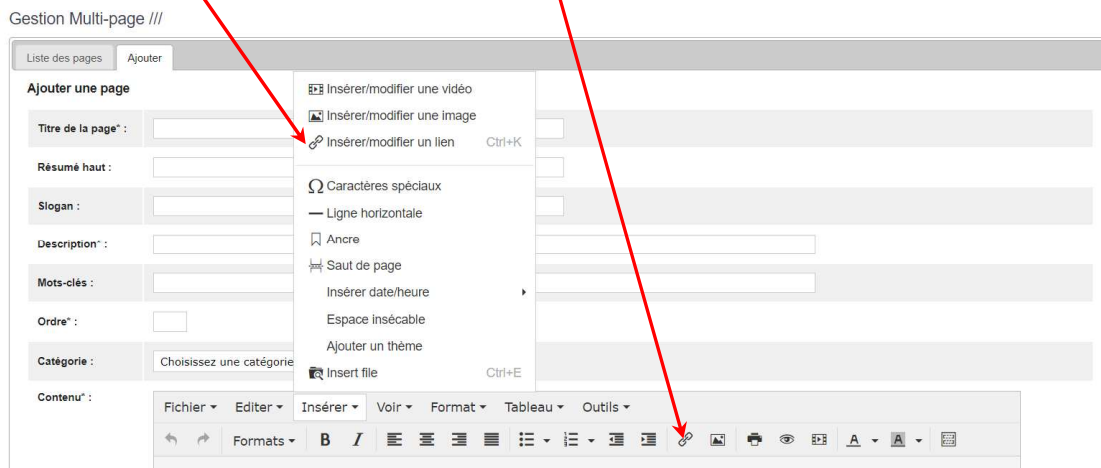 Gestion Multi-page ///
Liste des pages Ajouter
Ajouter une page
Insérer/modifier une vidéo
Insérer/modifier une image
Titre de la page* :
Insérer/modifier un lien Ctrl+K
Résumé haut :
Caractères spéciaux
Slogan :
Ligne horizontale
Description* :
Ancre
Saut de page
Mots-clés :
Insérer date/heure
Ordre* :
Espace insécable
Ajouter un thème
Catégorie :
Choisissez une catégorie
Insert file Ctrl+E
Contenu* :
Fichier Editer Insérer Voir Format Tableau Outils
Formats B I A A